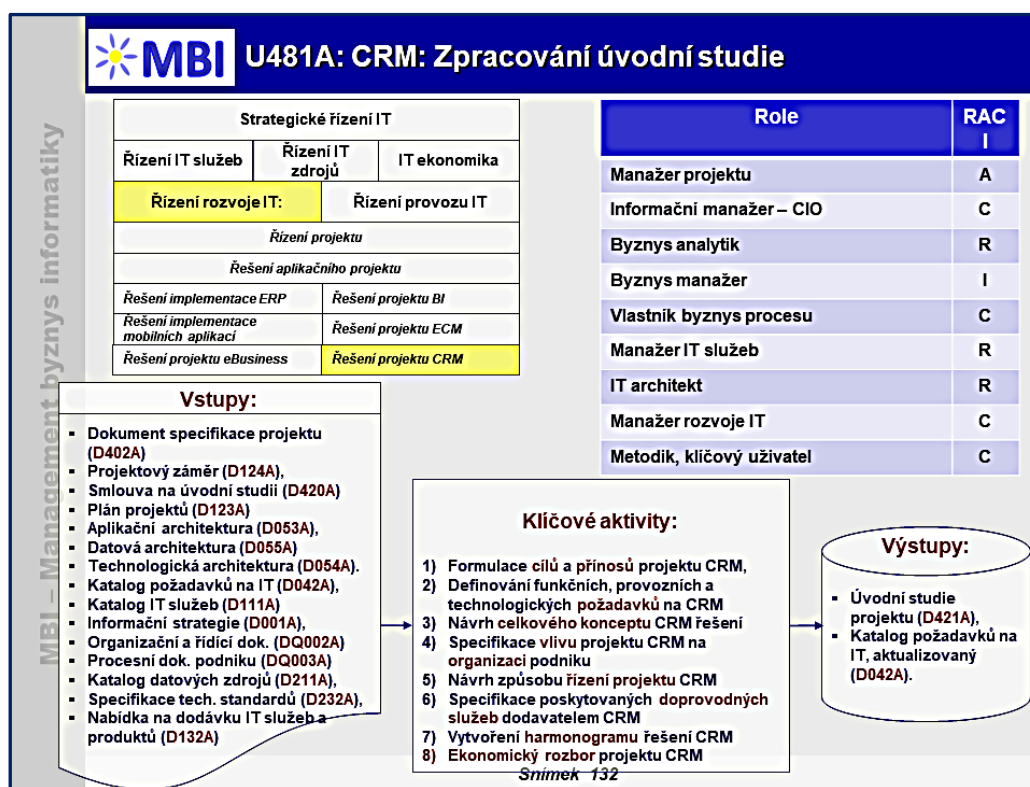 MBI – Management byznys informatiky
MBI
U481A: CRM: Zpracování úvodní studie
Strategické řízení IT
Řízení IT služeb
Řízení IT
zdrojů
IT ekonomika
Řízení rozvoje IT:
Řízení provozu IT
Řízení projektu
Řešení aplikačního projektu
Řešení implementace ERP
Řešení projektu BI
Řešení implementace
mobilních aplikací
Řešení projektu ECM
Řešení projektu eBusiness
Řešení projektu CRM
Role RAC
I
Manažer projektu A
Informační manažer – CIO C
Byznys analytik R
Byznys manažer I
Vlastník byznys procesu C
Manažer IT služeb R
IT architekt R
Manažer rozvoje IT C
Metodik, klíčový uživatel C
Vstupy:
▪ Dokument specifikace projektu
(D402A)
▪ Projektový záměr (D124A),
▪ Smlouva na úvodní studii (D420A)
▪ Plán projektů (D123A)
▪ Aplikační architektura (D053A),
▪ Datová architektura (D055A)
▪ Technologická architektura (D054A).
▪ Katalog požadavků na IT (D042A),
▪ Katalog IT služeb (D111A)
▪ Informační strategie (D001A),
▪ Organizační a řídící dok. (DQ002A)
▪ Procesní dok. podniku (DQ003A)
▪ Katalog datových zdrojů (D211A),
▪ Specifikace tech. standardů (D232A),
▪ Nabídka na dodávku IT služeb a
produktů (D132A)
Klíčové aktivity:
1) Formulace cílů a přínosů projektu CRM,
2) Definování funkčních, provozních a
technologických požadavků na CRM
3) Návrh celkového konceptu CRM řešení
4) Specifikace vlivu projektu CRM na
organizaci podniku
5) Návrh způsobu řízení projektu CRM
6) Specifikace poskytovaných doprovodných
služeb dodavatelem CRM
7) Vytvoření harmonogramu řešení CRM
8) Ekonomický rozbor projektu CRM
Výstupy:
▪ Úvodní studie
projektu (D421A),
▪ Katalog požadavků na
IT, aktualizovaný
(D042A).
Snímek 132